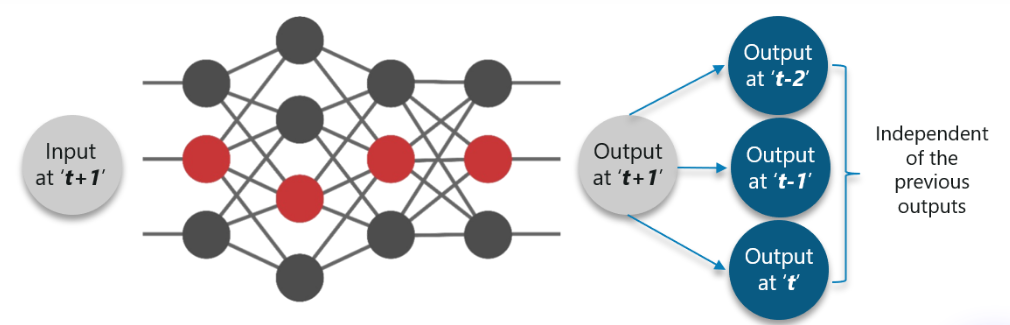 Input
at ‘t+1’
Output
at ‘t+1’
Output
at ‘t-2’
Output
at ‘t-1’
Output
at ‘t’
Independent
of the
previous
outputs